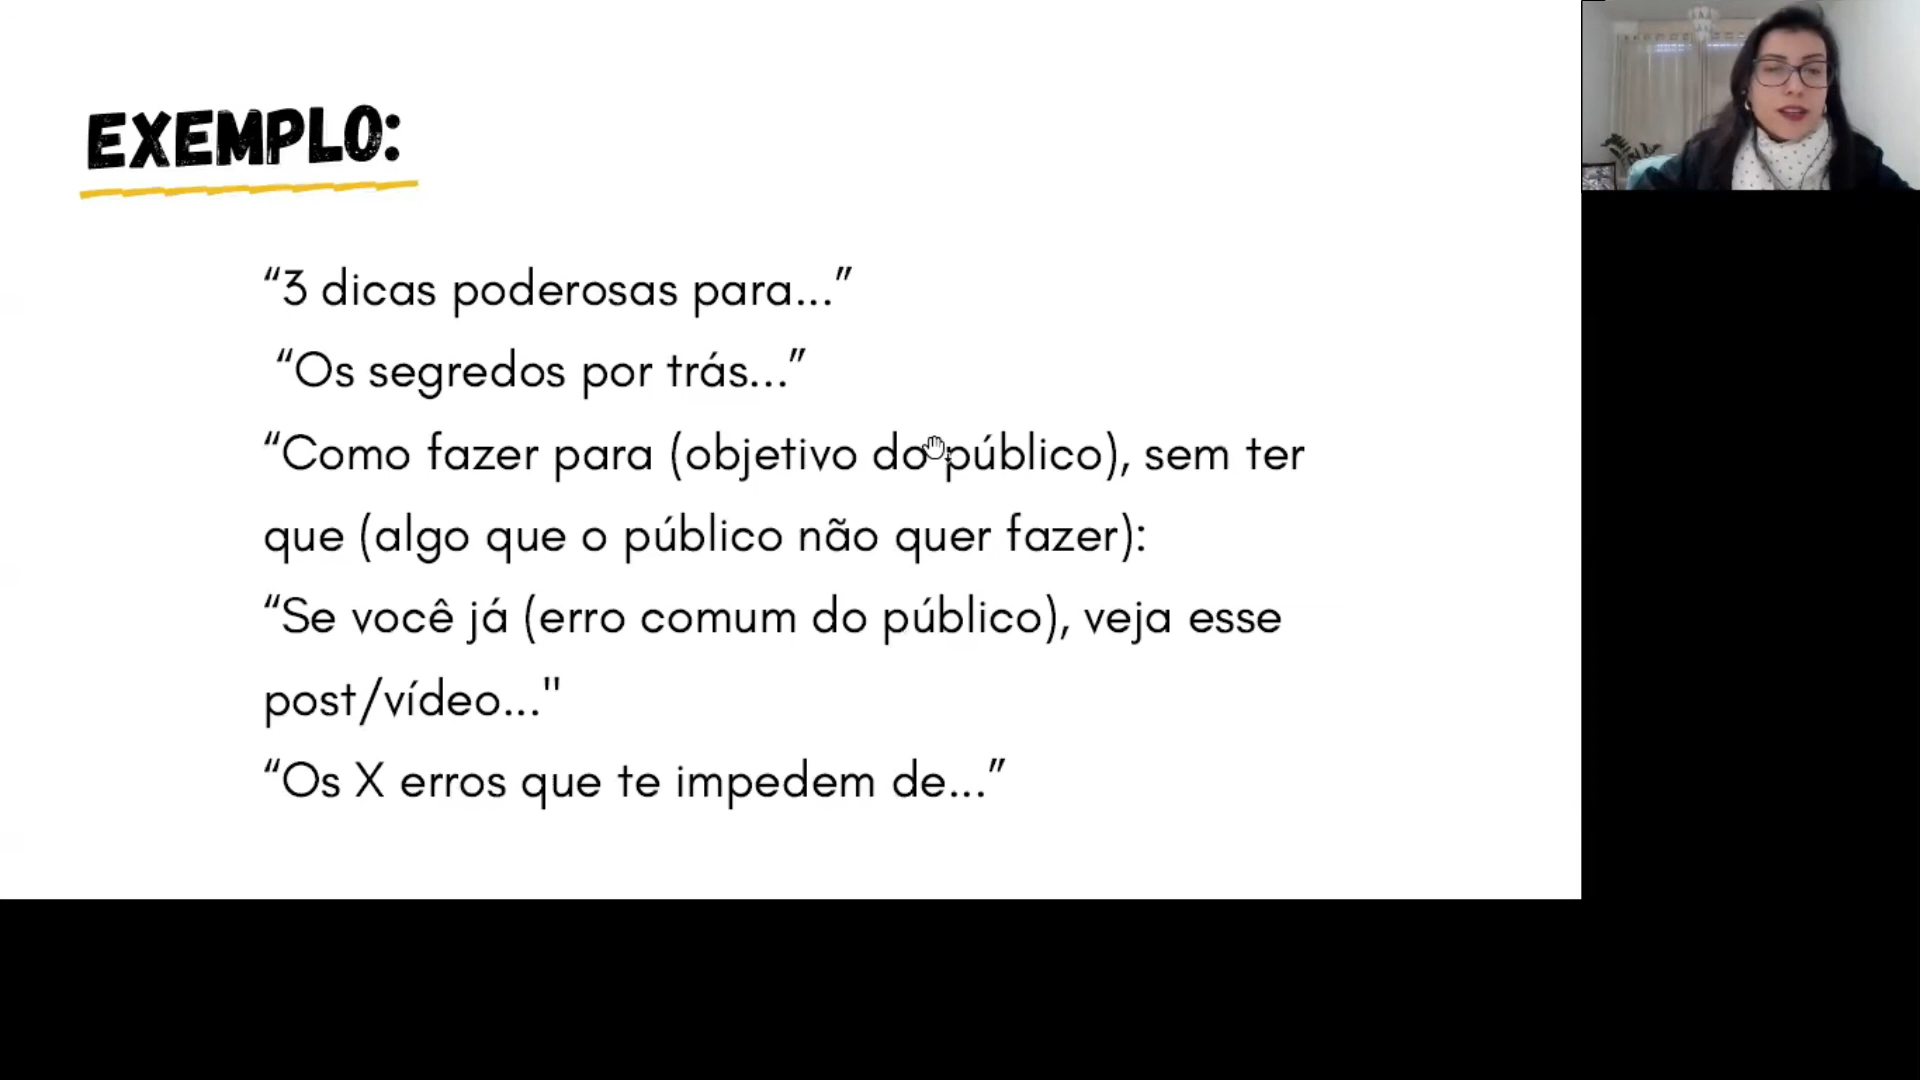 EXEMPLO:
“3 dicas poderosas para...”
“Os segredos por trás...”
“Como fazer para (objetivo do público), sem ter
que (algo que o público não quer fazer):
“Se você já (erro comum do público), veja esse
post/vídeo..."
“Os X erros que te impedem de...”